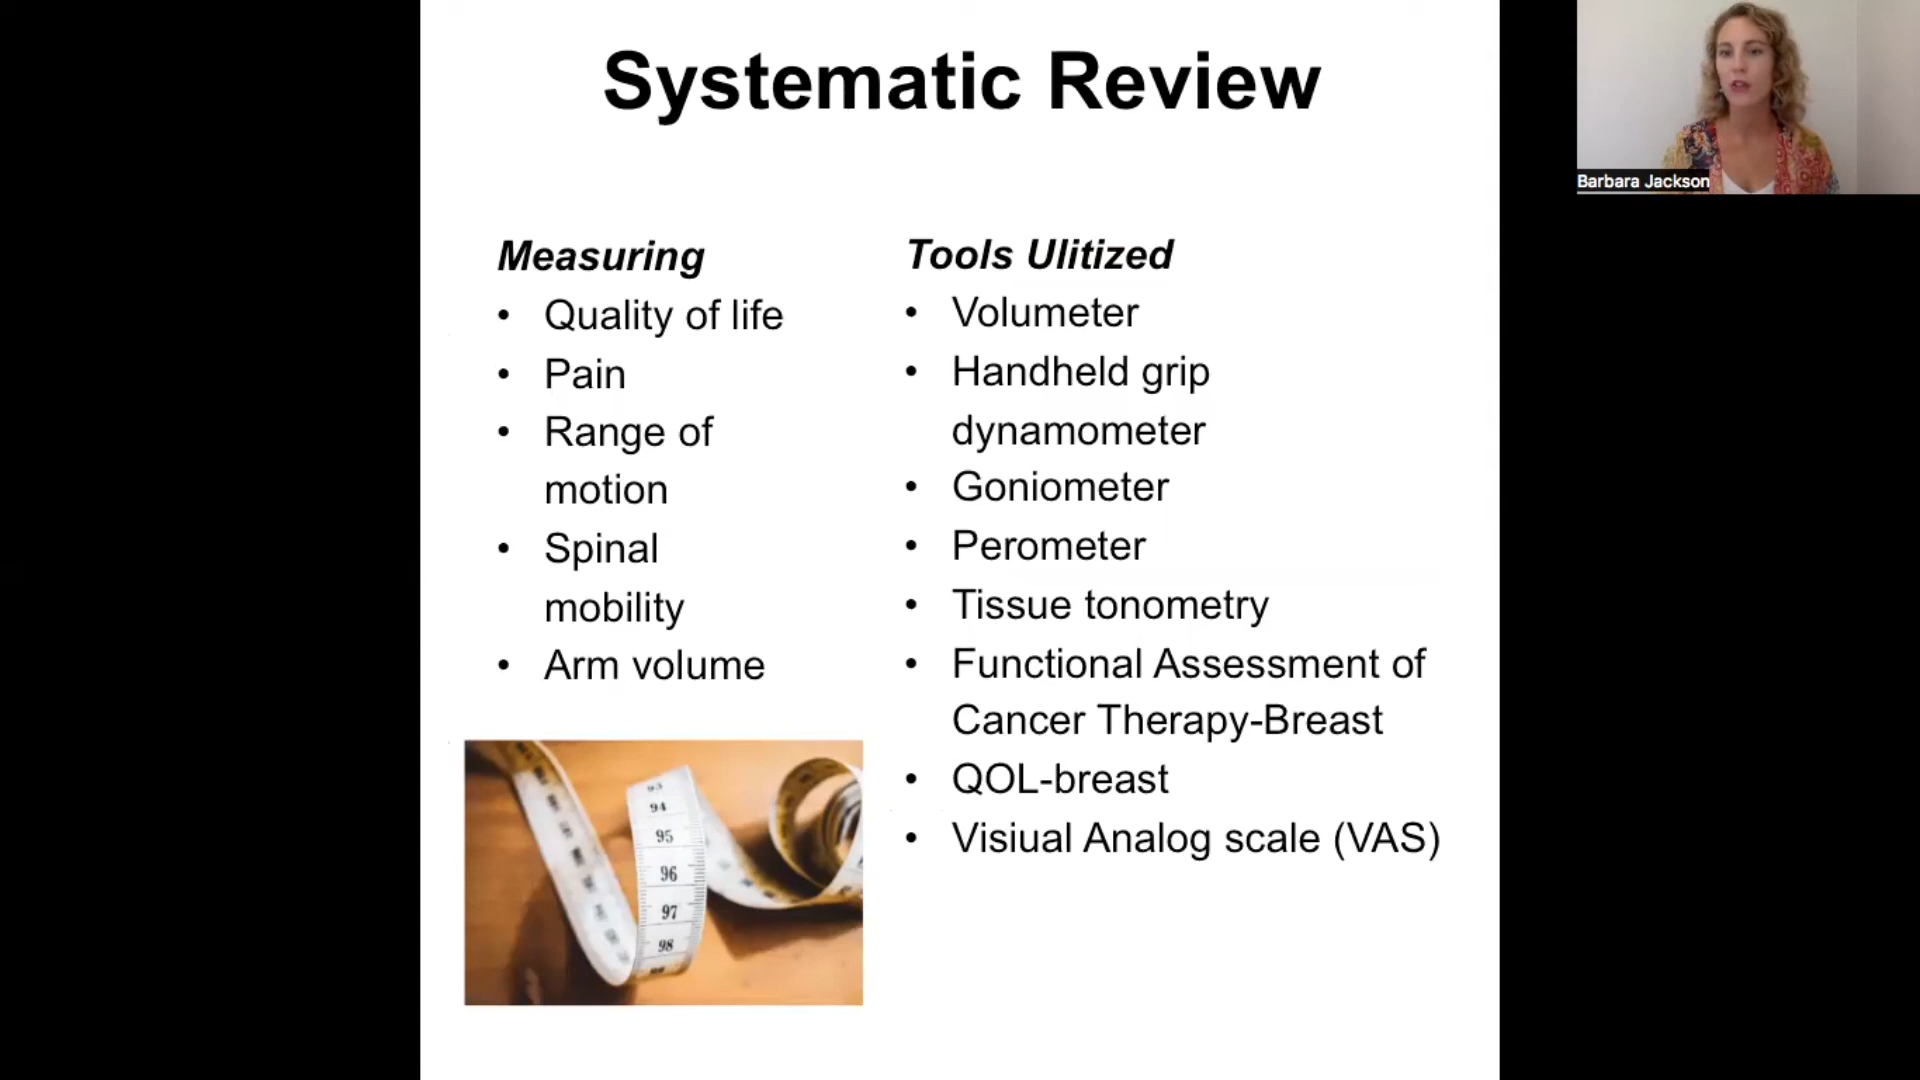 Systematic Review
Barbara Jackson
Measuring
• Quality of life
• Pain
• Range of
motion
• Spinal
mobility
• Arm volume
Tools Ulitized
• Volumeter
• Handheld grip
dynamometer
• Goniometer
• Perometer
• Tissue tonometry
• Functional Assessment of
Cancer Therapy-Breast
• QOL-breast
• Visiual Analog scale (VAS)
93
94
95
96
97
98